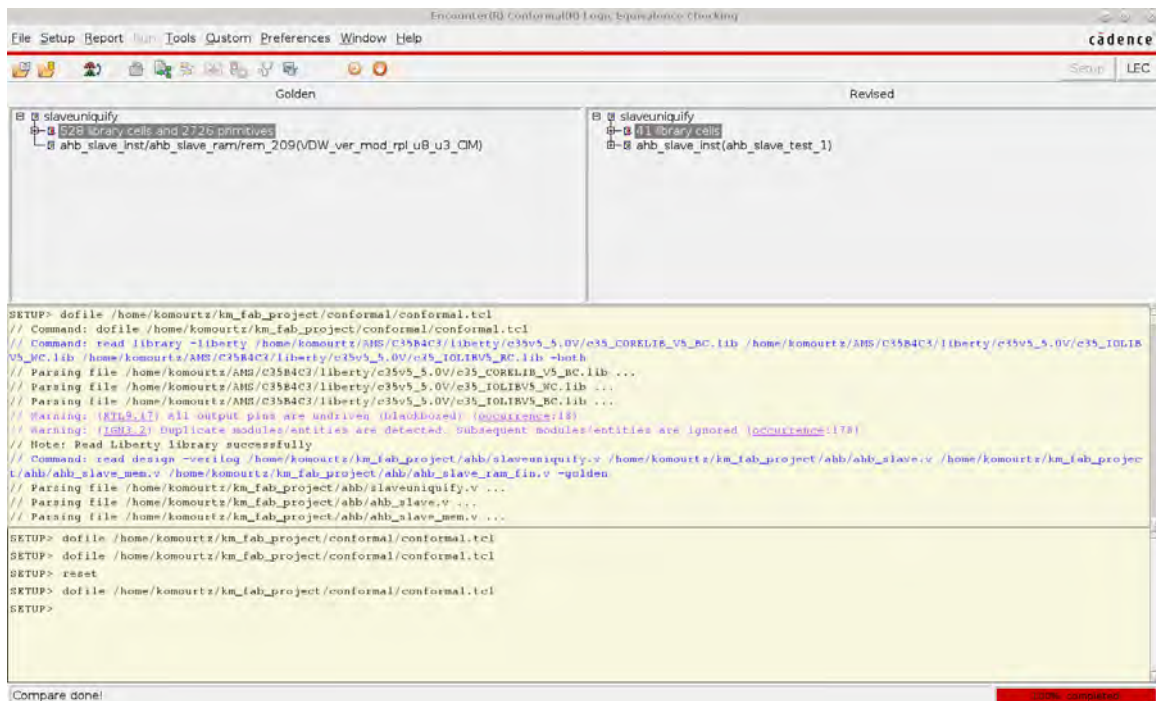 Encounter(R) Conformal(R) Logic Equivalence Checking
File Setup Report Run Tools Custom Preferences Window Help
cādence
Setup LEC
Golden
Revised
slaveuniquify
528 library cells and 2726 primitives
ahb_slave_inst/ahb_slave_ram/rem_209(VDW_ver_mod_rpl_u8_u3_CIM)
slaveuniquify
41 library cells
ahb_slave_inst(ahb_slave_test_1)
SETUP> dofile /home/komourtz/km_fab_project/conformal/conformal.tcl
// Command: dofile /home/komourtz/km_fab_project/conformal/conformal.tcl
// Command: read library -liberty /home/komourtz/AMS/C35B4C3/liberty/c35v5_5.0V/c35_CORELIB_V5_BC.lib /home/komourtz/AMS/C35B4C3/liberty/c35v5_5.0V/c35_IOLIB
V5_WC.lib /home/komourtz/AMS/C35B4C3/liberty/c35v5_5.0V/c35_IOLIBV5_BC.lib -both
// Parsing file /home/komourtz/AMS/C35B4C3/liberty/c35v5_5.0V/c35_CORELIB_V5_BC.lib ...
// Parsing file /home/komourtz/AMS/C35B4C3/liberty/c35v5_5.0V/c35_IOLIBV5_WC.lib ...
// Parsing file /home/komourtz/AMS/C35B4C3/liberty/c35v5_5.0V/c35_IOLIBV5_BC.lib ...
// Warning: (RTL9.17) All output pins are undriven (blackboxed) (occurrence:18)
// Warning: (IGN3.2) Duplicate modules/entities are detected. Subsequent modules/entities are ignored (occurrence:178)
// Note: Read Liberty library successfully
// Command: read design -verilog /home/komourtz/km_fab_project/ahb/slaveuniquify.v /home/komourtz/km_fab_project/ahb/ahb_slave.v /home/komourtz/km_fab_projec
t/ahb/ahb_slave_mem.v /home/komourtz/km_fab_project/ahb/ahb_slave_ram_fin.v -golden
// Parsing file /home/komourtz/km_fab_project/ahb/slaveuniquify.v ...
// Parsing file /home/komourtz/km_fab_project/ahb/ahb_slave.v ...
// Parsing file /home/komourtz/km_fab_project/ahb/ahb_slave_mem.v ...
SETUP> dofile /home/komourtz/km_fab_project/conformal/conformal.tcl
SETUP> dofile /home/komourtz/km_fab_project/conformal/conformal.tcl
SETUP> reset
SETUP> dofile /home/komourtz/km_fab_project/conformal/conformal.tcl
SETUP>
Compare done!
100% completed